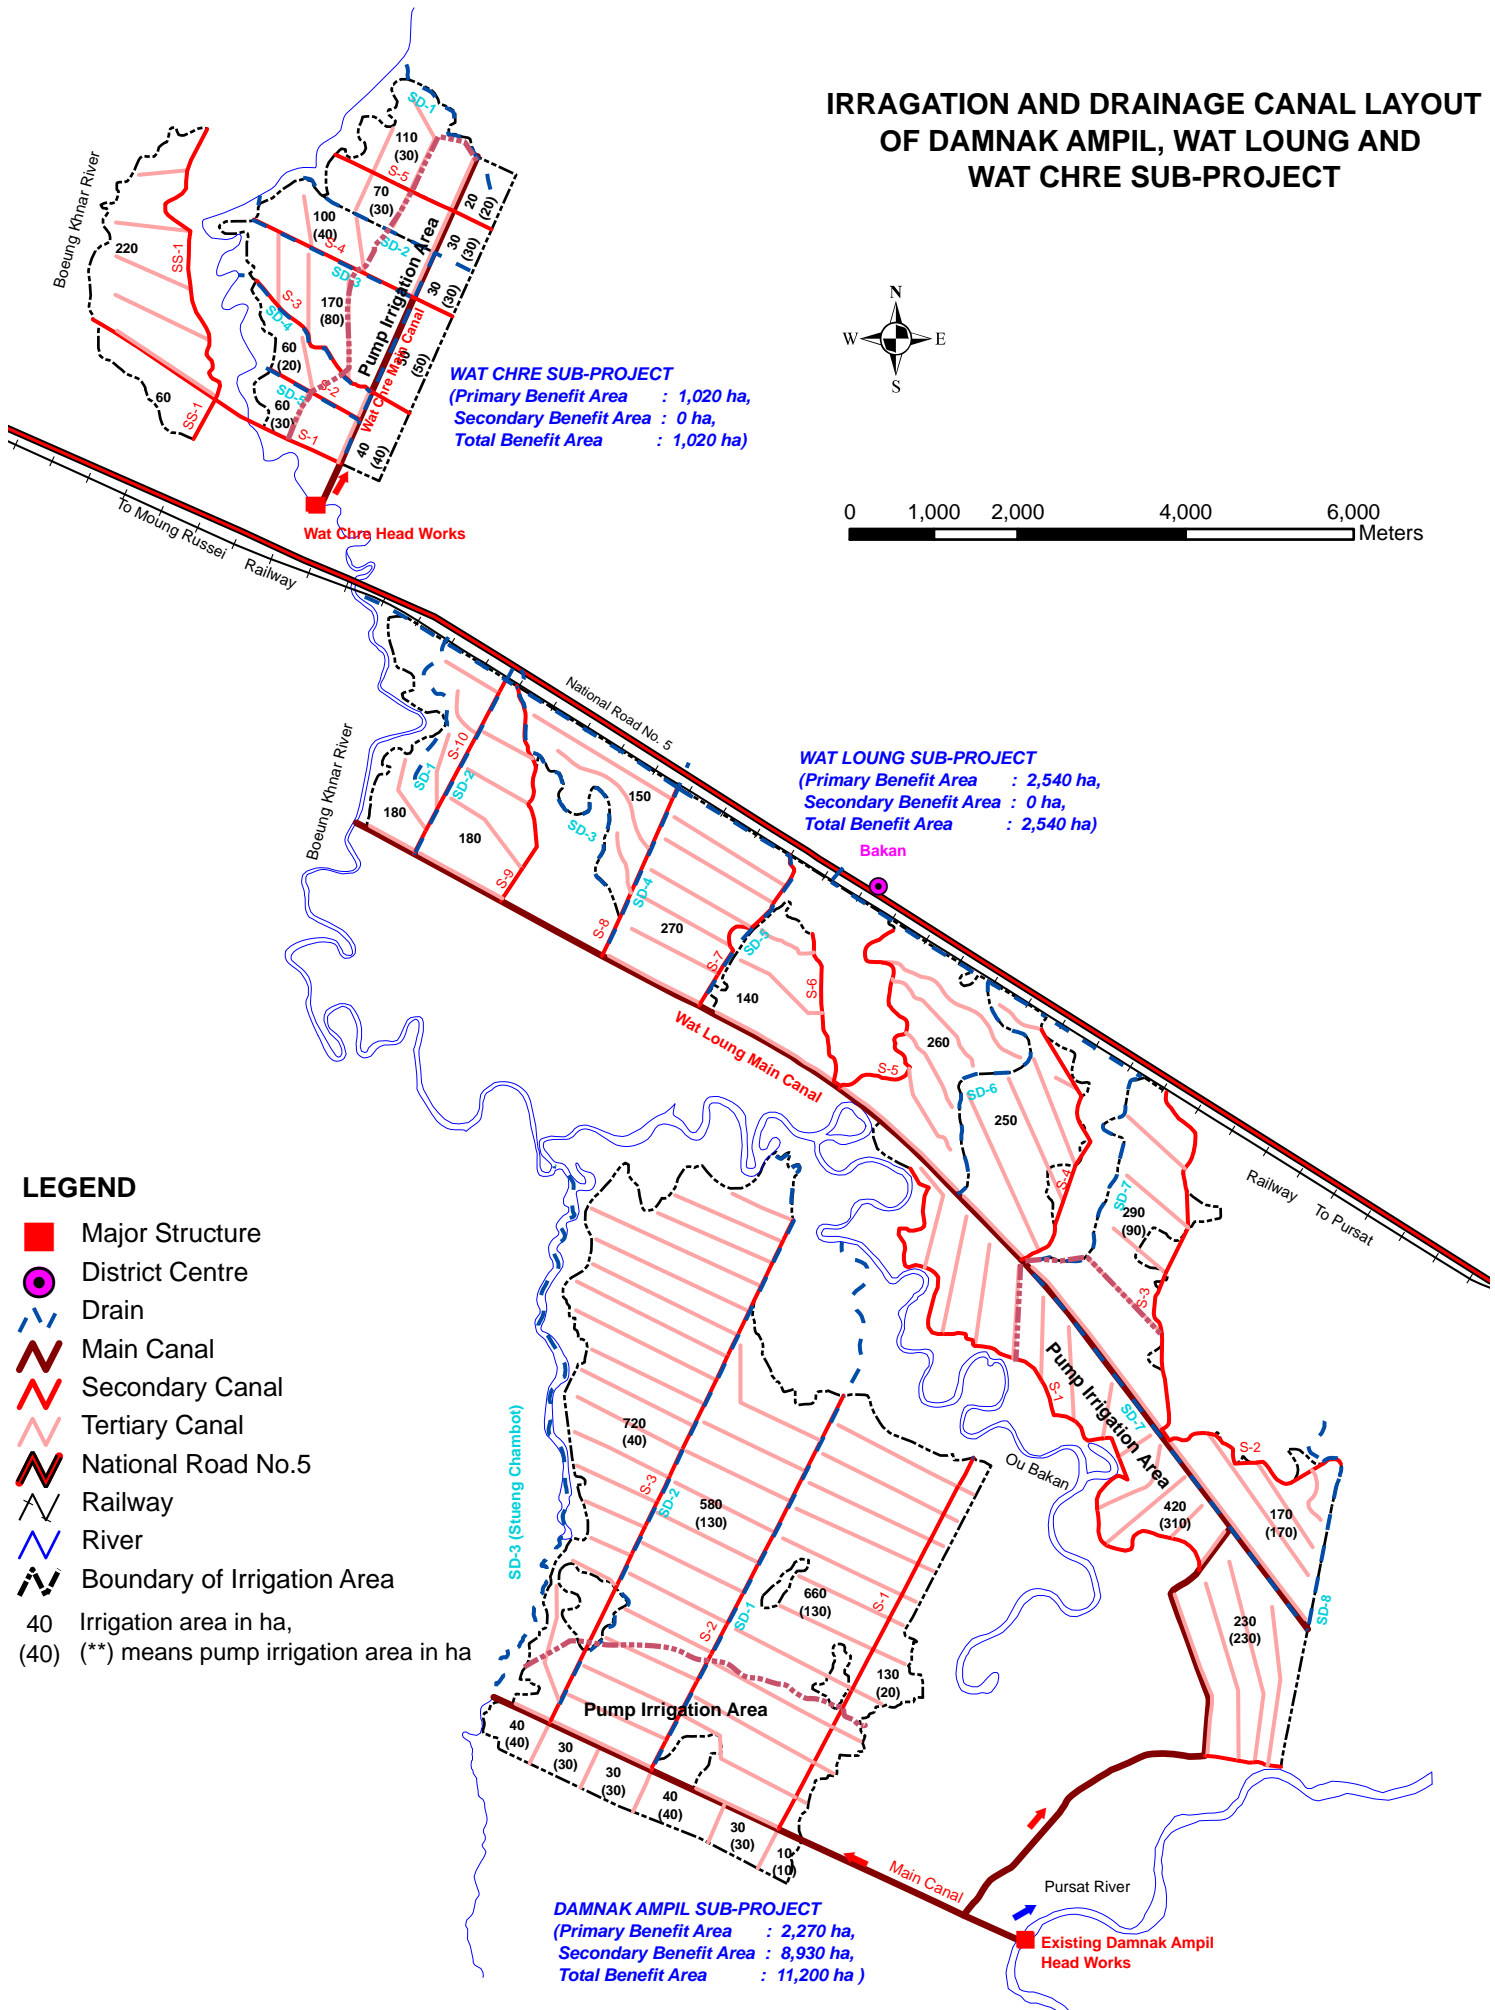 IRRAGATION AND DRAINAGE CANAL LAYOUT
OF DAMNAK AMPIL, WAT LOUNG AND
WAT CHRE SUB-PROJECT
SD-1
110
(30)
S-5
70
(30)
20
(20)
100
(40)
S-4
SD-2
30
(30)
Boeung Khnar River
220
SS-1
SD-3
S-3
170
(80)
30
(30)
Pump Irrigation Area
SD-4
60
(20)
50
(50)
Wat Chre Main Canal
S-2
SD-5
60
(30)
60
SS-1
S-1
40
(40)
N
W
E
S
WAT CHRE SUB-PROJECT
(Primary Benefit Area : 1,020 ha,
Secondary Benefit Area : 0 ha,
Total Benefit Area : 1,020 ha)
Wat Chre Head Works
0 1,000 2,000 4,000 6,000
Meters
To Moung Russei
Railway
National Road No. 5
Boeung Khnar River
S-10
SD-1
SD-2
180
180
S-9
150
SD-3
SD-4
S-8
270
WAT LOUNG SUB-PROJECT
(Primary Benefit Area : 2,540 ha,
Secondary Benefit Area : 0 ha,
Total Benefit Area : 2,540 ha)
Bakan
S-7
SD-5
140
S-6
Wat Loung Main Canal
S-5
260
SD-6
250
S-4
SD-7
290
(90)
Railway
To Pursat
S-3
Pump Irrigation Area
S-1
SD-7
S-2
Ou Bakan
420
(310)
170
(170)
230
(230)
SD-8
LEGEND
Major Structure
District Centre
Drain
Main Canal
Secondary Canal
Tertiary Canal
National Road No.5
Railway
River
Boundary of Irrigation Area
40 Irrigation area in ha,
(40) (**) means pump irrigation area in ha
SD-3 (Stueng Chambot)
720
(40)
S-3
SD-2
580
(130)
S-2
SD-1
660
(130)
S-1
130
(20)
Pump Irrigation Area
40
(40)
30
(30)
30
(30)
40
(40)
30
(30)
10
(10)
Main Canal
Pursat River
Existing Damnak Ampil
Head Works
DAMNAK AMPIL SUB-PROJECT
(Primary Benefit Area : 2,270 ha,
Secondary Benefit Area : 8,930 ha,
Total Benefit Area : 11,200 ha )